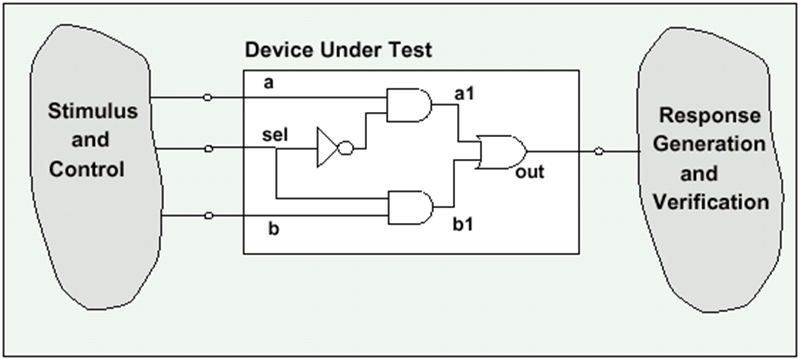 Device Under Test
Stimulus
and
Control
a
sel
b
a1
b1
out
Response
Generation
and
Verification